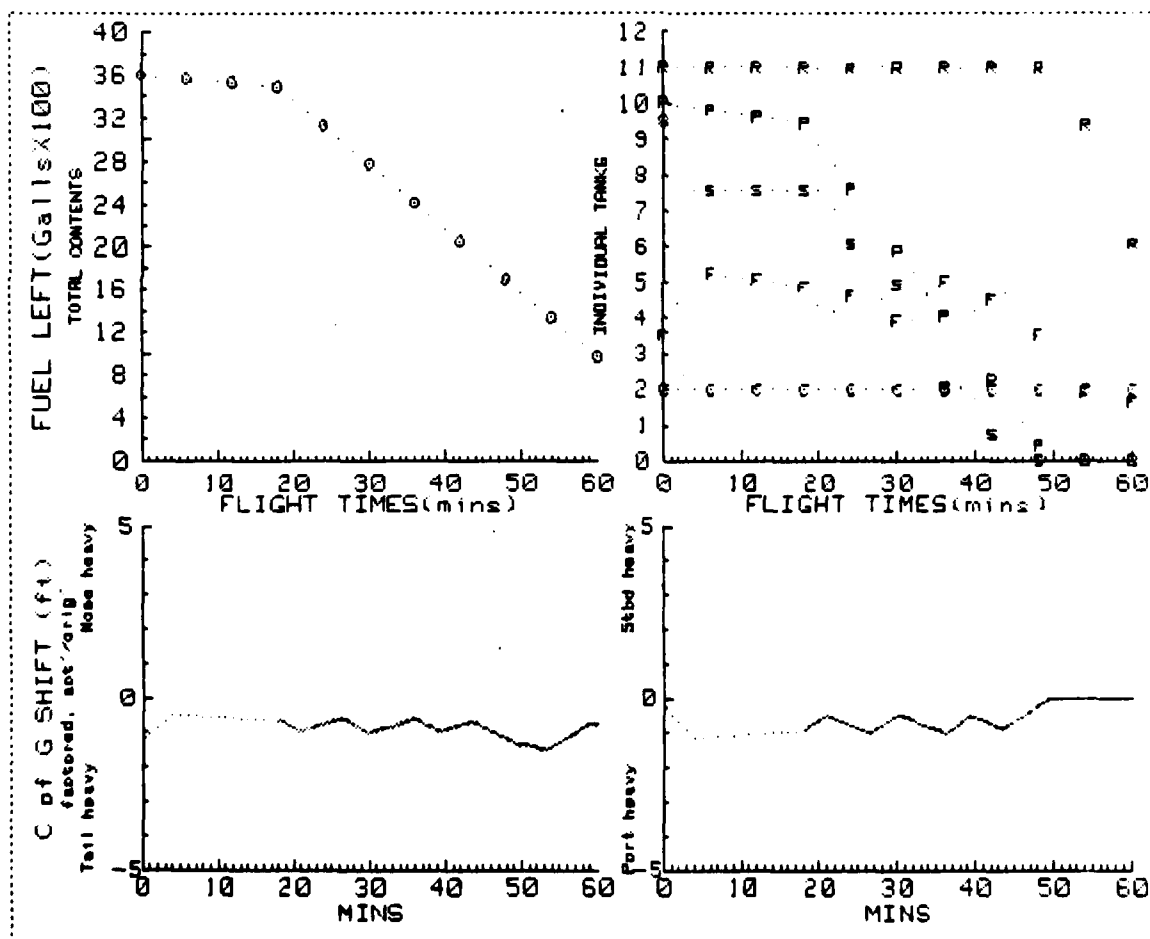 FUEL LEFT(Galls×100)
TOTAL CONTENTS
40
36
32
28
24
20
16
12
8
4
0
0 10 20 30 40 50 60
FLIGHT TIMES(mins)
INDIVIDUAL TANKS
12
11
10
9
8
7
6
5
4
3
2
1
0
R R R R R R R R R R
P P P P P P
S S S S S S
F F F F F F F F F
C C C C C C
0 10 20 30 40 50 60
FLIGHT TIMES(mins)
C of G SHIFT (ft)
Tail heavy Nose heavy
5
0
-5
0 10 20 30 40 50 60
MINS
Port heavy Stbd heavy
5
0
-5
0 10 20 30 40 50 60
MINS